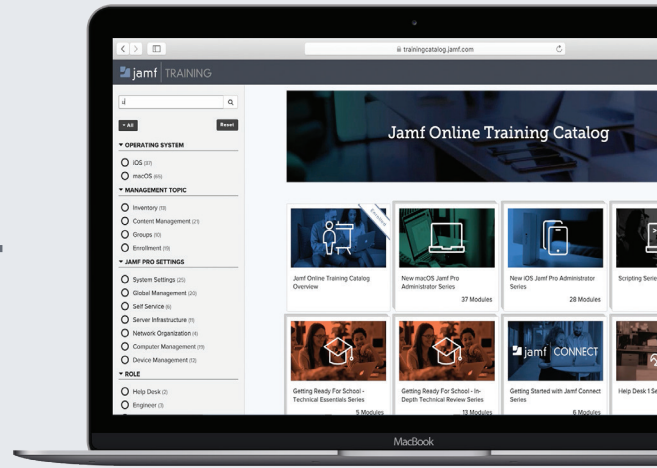 trainingcatalog.jamf.com
jamf TRAINING
All
Reset
OPERATING SYSTEM
iOS (37)
macOS (66)
MANAGEMENT TOPIC
Inventory (11)
Content Management (21)
Groups (10)
Enrollment (19)
JAMF PRO SETTINGS
System Settings (25)
Global Management (20)
Self Service (6)
Server Infrastructure (11)
Network Organization (4)
Computer Management (19)
Device Management (12)
ROLE
Help Desk (2)
Engineer (3)
Jamf Online Training Catalog
Jamf Online Training Catalog
Overview
New macOS Jamf Pro
Administrator Series
37 Modules
New iOS Jamf Pro Administrator
Series
28 Modules
Scripting Serie
Getting Ready For School -
Technical Essentials Series
5 Modules
Getting Ready For School - In-
Depth Technical Review Series
13 Modules
jamf CONNECT
Getting Started with Jamf Connect
Series
6 Modules
Help Desk 1 Se
MacBook